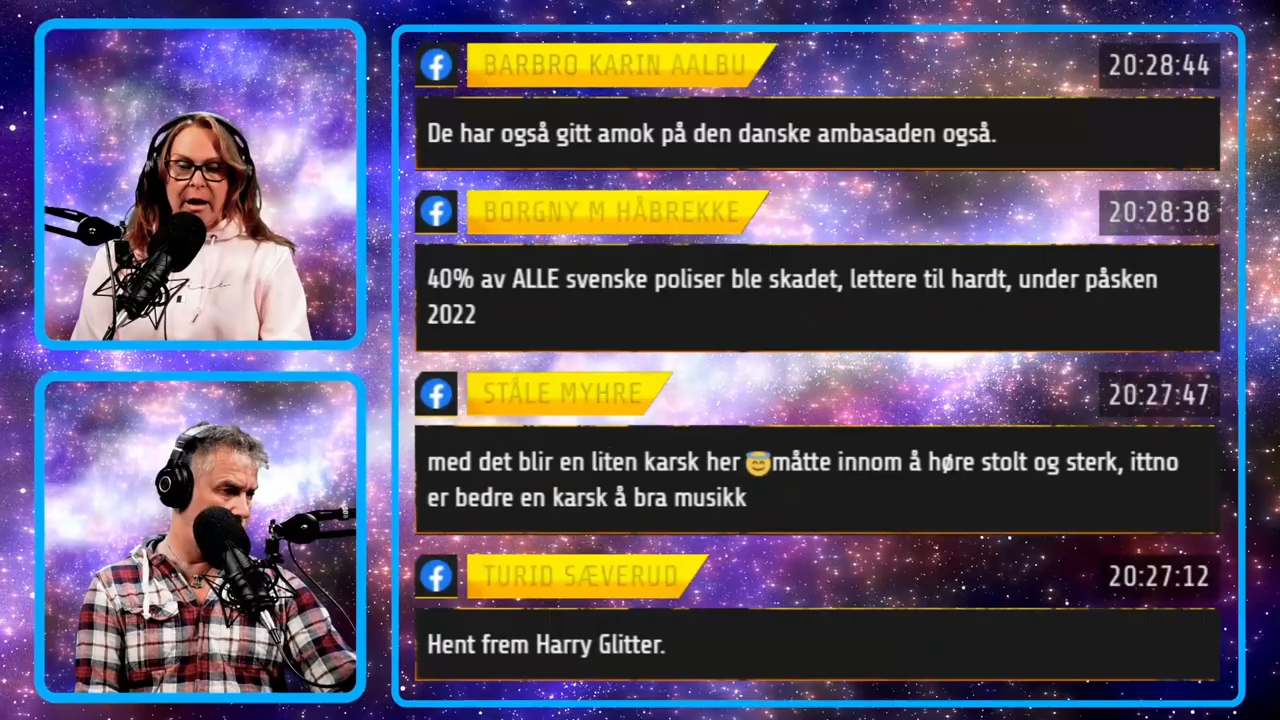 BARBRO KARIN AALBU
20:28:44
De har også gitt amok på den danske ambasaden også.
BORGNY M HÅBREKKE
20:28:38
40% av ALLE svenske poliser ble skadet, lettere til hardt, under påsken
2022
STÅLE MYHRE
20:27:47
med det blir en liten karsk her 😇måtte innom å høre stolt og sterk, ittno
er bedre en karsk å bra musikk
TURID SÆVERUD
20:27:12
Hent frem Harry Glitter.